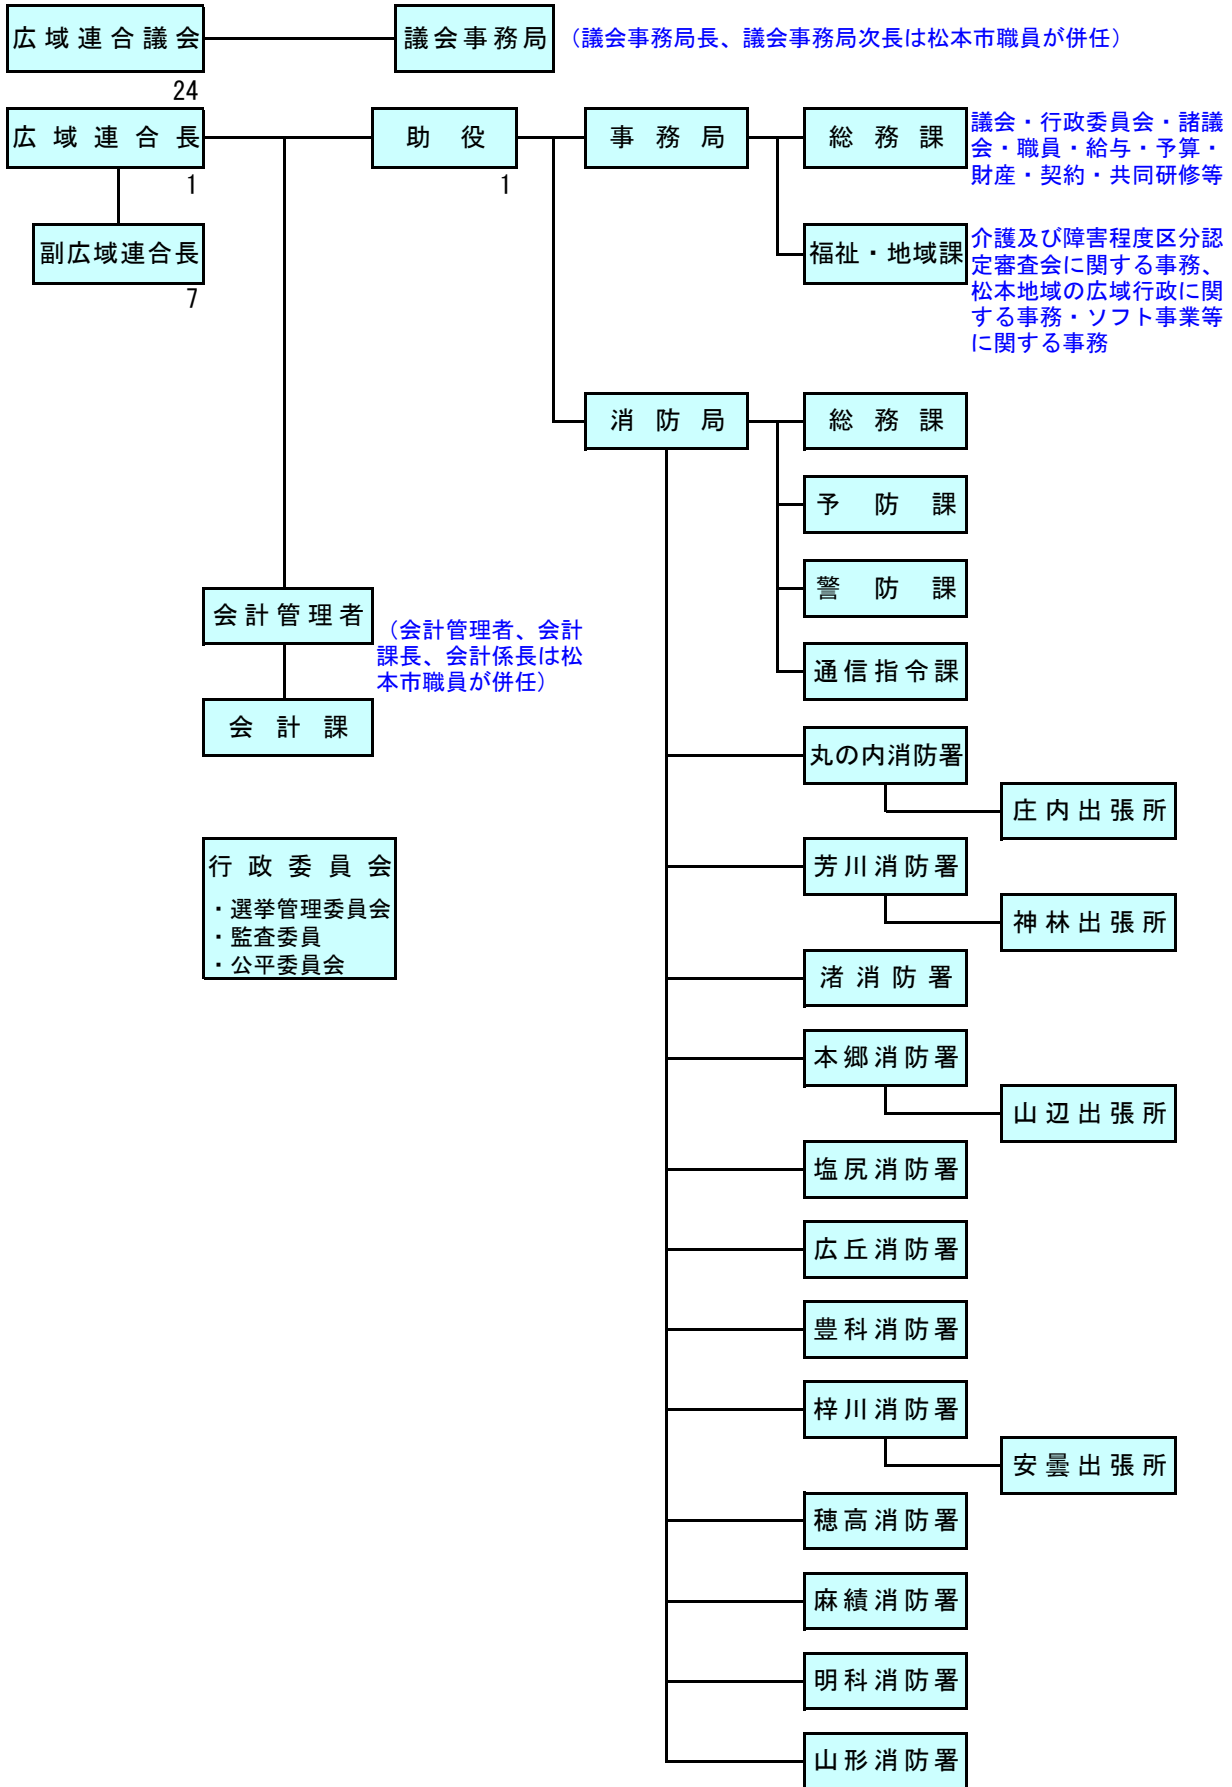 広域連合議会
議会事務局
（議会事務局長、議会事務局次長は松本市職員が併任）
24
広域連合長
助役
事務局
総務課
議会・行政委員会・諸議
会・職員・給与・予算・
財産・契約・共同研修等
1
1
副広域連合長
福祉・地域課
介護及び障害程度区分認
定審査会に関する事務、
松本地域の広域行政に関
する事務・ソフト事業等
に関する事務
7
消防局
総務課
予防課
警防課
通信指令課
会計管理者
（会計管理者、会計
課長、会計係長は松
本市職員が併任）
会計課
丸の内消防署
庄内出張所
行政委員会
・選挙管理委員会
・監査委員
・公平委員会
芳川消防署
神林出張所
渚消防署
本郷消防署
山辺出張所
塩尻消防署
広丘消防署
豊科消防署
梓川消防署
安曇出張所
穂高消防署
麻績消防署
明科消防署
山形消防署